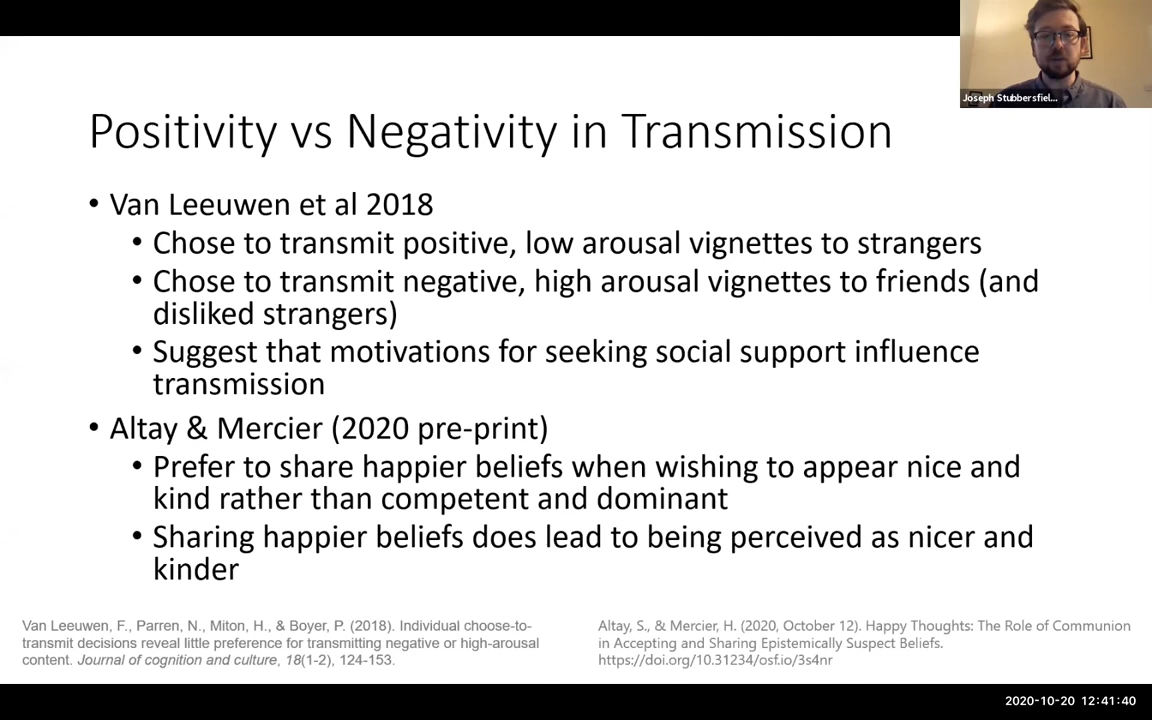 Joseph Stubbersfiel...
Positivity vs Negativity in Transmission
• Van Leeuwen et al 2018
• Chose to transmit positive, low arousal vignettes to strangers
• Chose to transmit negative, high arousal vignettes to friends (and
disliked strangers)
• Suggest that motivations for seeking social support influence
transmission
• Altay & Mercier (2020 pre-print)
• Prefer to share happier beliefs when wishing to appear nice and
kind rather than competent and dominant
• Sharing happier beliefs does lead to being perceived as nicer and
kinder
Van Leeuwen, F., Parren, N., Miton, H., & Boyer, P. (2018). Individual choose-to-
transmit decisions reveal little preference for transmitting negative or high-arousal
content. Journal of cognition and culture, 18(1-2), 124-153.
Altay, S., & Mercier, H. (2020, October 12). Happy Thoughts: The Role of Communion
in Accepting and Sharing Epistemically Suspect Beliefs.
https://doi.org/10.31234/osf.io/3s4nr
2020-10-20 12:41:40